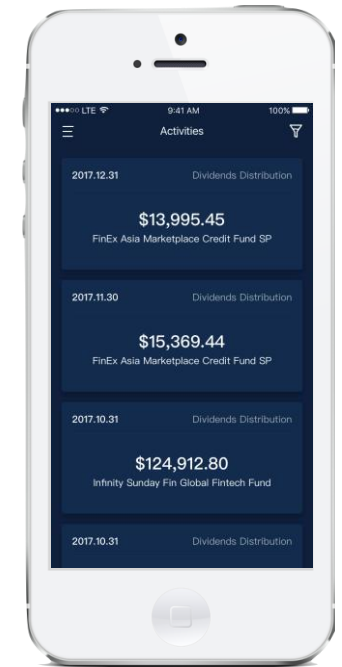 LTE 9:41 AM 100%
Activities
2017.12.31 Dividends Distribution
$13,995.45
FinEx Asia Marketplace Credit Fund SP
2017.11.30 Dividends Distribution
$15,369.44
FinEx Asia Marketplace Credit Fund SP
2017.10.31 Dividends Distribution
$124,912.80
Infinity Sunday Fin Global Fintech Fund
2017.10.31 Dividends Distribution